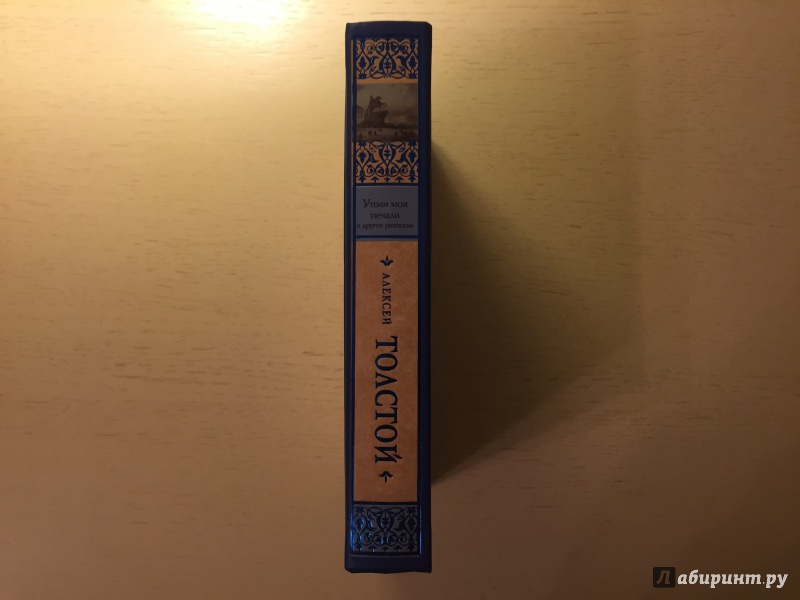 Утоли моя
печали
и другие рассказы
АЛЕКСЕЙ
ТОЛСТОЙ
Лабиринт.ру